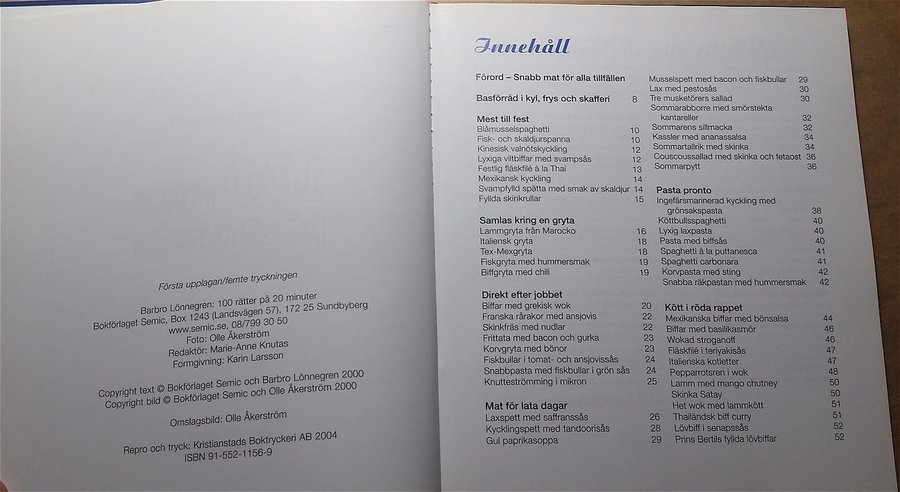 Första upplagan/femte tryckningen
Barbro Lönnegren: 100 rätter på 20 minuter
Bokförlaget Semic, Box 1243 (Landsvägen 57), 172 25 Sundbyberg
www.semic.se, 08/799 30 50
Foto: Olle Åkerström
Redaktör: Marie-Anne Knutas
Formgivning: Karin Larsson
Copyright text © Bokförlaget Semic och Barbro Lönnegren 2000
Copyright bild © Bokförlaget Semic och Olle Åkerström 2000
Omslagsbild: Olle Åkerström
Repro och tryck: Kristianstads Boktryckeri AB 2004
ISBN 91-552-1156-9
Innehåll
Förord – Snabb mat för alla tillfällen
Basförråd i kyl, frys och skafferi 8
Mest till fest
Blåmusselspaghetti 10
Fisk- och skaldjurspanna 10
Kinesisk valnötskyckling 12
Lyxiga viltbiffar med svampsås 12
Festlig fläskfilé à la Thai 13
Mexikansk kyckling 14
Svampfylld spätta med smak av skaldjur 14
Fyllda skinkrullar 15
Samlas kring en gryta
Lammgryta från Marocko 16
Italiensk gryta 18
Tex-Mexgryta 18
Fiskgryta med hummersmak 19
Biffgryta med chili 19
Direkt efter jobbet
Biffar med grekisk wok 20
Franska rårakor med ansjovis 22
Skinkfräs med nudlar 22
Frittata med bacon och gurka 23
Korvgryta med bönor 23
Fiskbullar i tomat- och ansjovissås 24
Snabbpasta med fiskbullar i grön sås 24
Knutteströmming i mikron 25
Mat för lata dagar
Laxspett med saffranssås 26
Kycklingspett med tandoorisås 28
Gul paprikasoppa 29
Musselspett med bacon och fiskbullar 29
Lax med pestosås 30
Tre musketörers sallad 30
Sommarabborre med smörstekta
kantareller 32
Sommarens sillmacka 32
Kassler med ananassalsa 34
Sommartallrik med skinka 34
Couscoussallad med skinka och fetaost 36
Sommarpytt 36
Pasta pronto
Ingefärsmarinerad kyckling med
grönsakspasta 38
Köttbullsspaghetti 40
Lyxig laxpasta 40
Pasta med biffsås 40
Spaghetti à la puttanesca 41
Spaghetti carbonara 41
Korvpasta med sting 42
Snabba räkpastan med hummersmak 42
Kött i röda rappet
Mexikanska biffar med bönsalsa 44
Biffar med basilikasmör 46
Wokad stroganoff 46
Fläskfilé i teriyakisås 47
Italienska kotletter 47
Pepparrotsren i wok 48
Lamm med mango chutney 50
Skinka Satay 50
Het wok med lammkött 51
Thailändsk biff curry 51
Lövbiff i senapssås 52
Prins Bertils fyllda lövbiffar 52